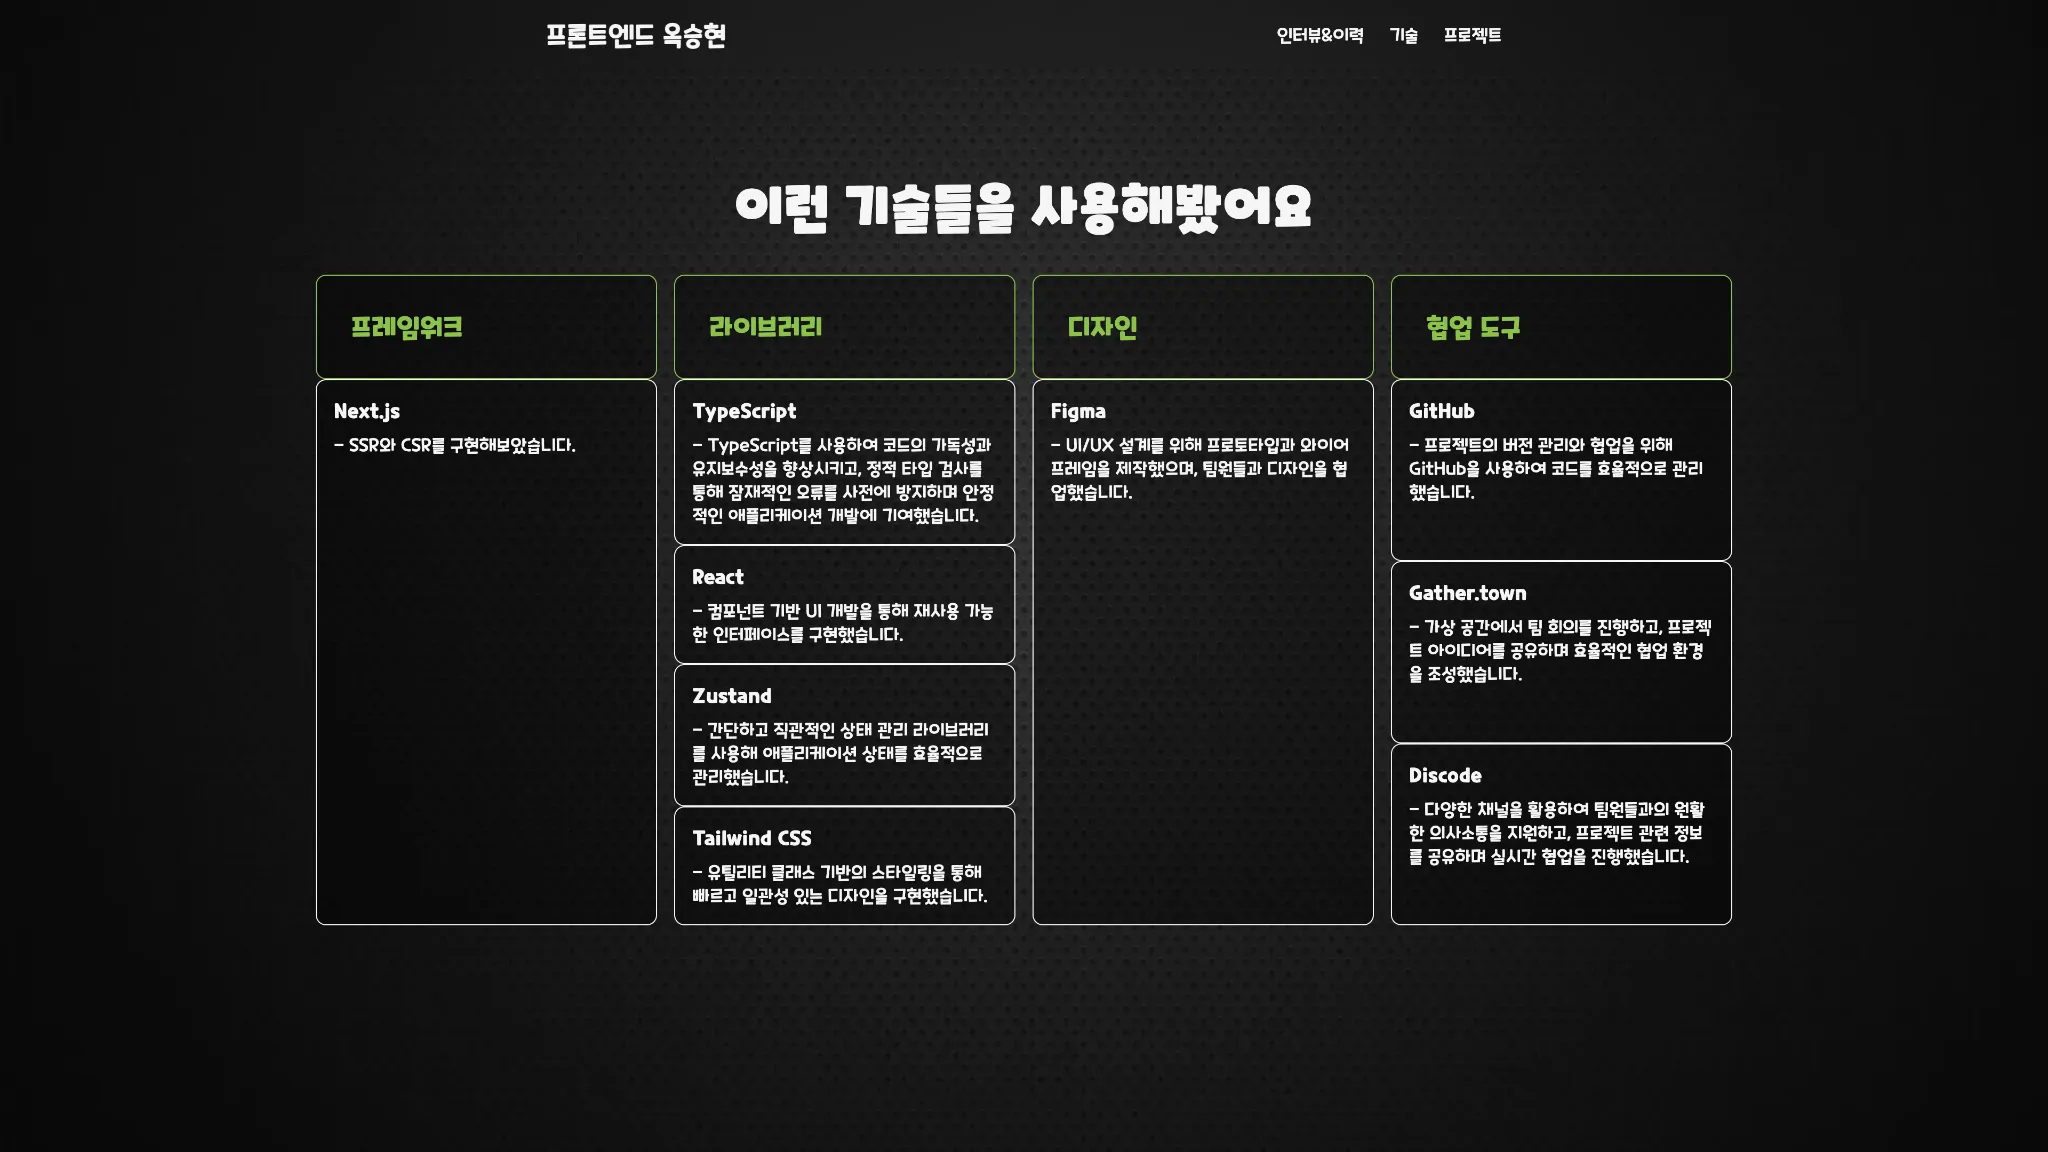 프론트엔드 옥승현
인터뷰&이력
기술
프로젝트
이런 기술들을 사용해봤어요
프레임워크
Next.js
- SSR와 CSR를 구현해보았습니다.
라이브러리
TypeScript
- TypeScript를 사용하여 코드의 가독성과
유지보수성을 향상시키고, 정적 타입 검사를
통해 잠재적인 오류를 사전에 방지하며 안정
적인 애플리케이션 개발에 기여했습니다.
React
- 컴포넌트 기반 UI 개발을 통해 재사용 가능
한 인터페이스를 구현했습니다.
Zustand
- 간단하고 직관적인 상태 관리 라이브러리
를 사용해 애플리케이션 상태를 효율적으로
관리했습니다.
Tailwind CSS
- 유틸리티 클래스 기반의 스타일링을 통해
빠르고 일관성 있는 디자인을 구현했습니다.
디자인
Figma
- UI/UX 설계를 위해 프로토타입과 와이어
프레임을 제작했으며, 팀원들과 디자인을 협
업했습니다.
협업 도구
GitHub
- 프로젝트의 버전 관리와 협업을 위해
GitHub을 사용하여 코드를 효율적으로 관리
했습니다.
Gather.town
- 가상 공간에서 팀 회의를 진행하고, 프로젝
트 아이디어를 공유하며 효율적인 협업 환경
을 조성했습니다.
Discode
- 다양한 채널을 활용하여 팀원들과의 원활
한 의사소통을 지원하고, 프로젝트 관련 정보
를 공유하며 실시간 협업을 진행했습니다.